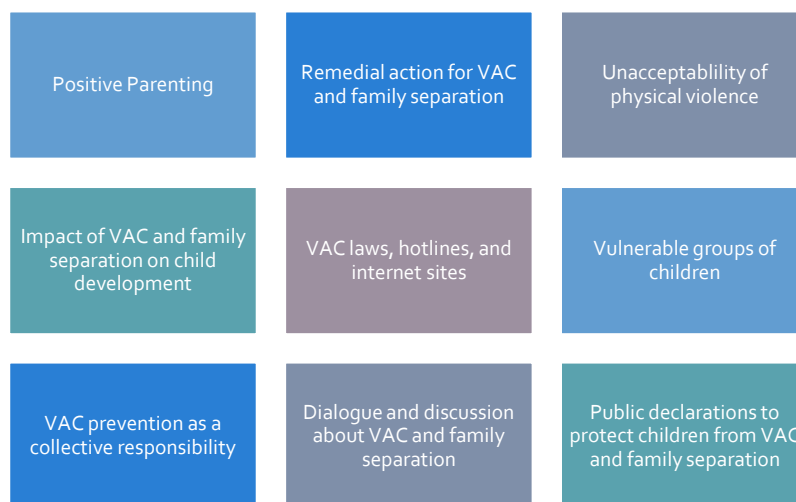 Positive Parenting
Remedial action for VAC
and family separation
Unacceptablility of
physical violence
Impact of VAC and family
separation on child
development
VAC laws, hotlines, and
internet sites
Vulnerable groups of
children
VAC prevention as a
collective responsibility
Dialogue and discussion
about VAC and family
separation
Public declarations to
protect children from VAC
and family separation